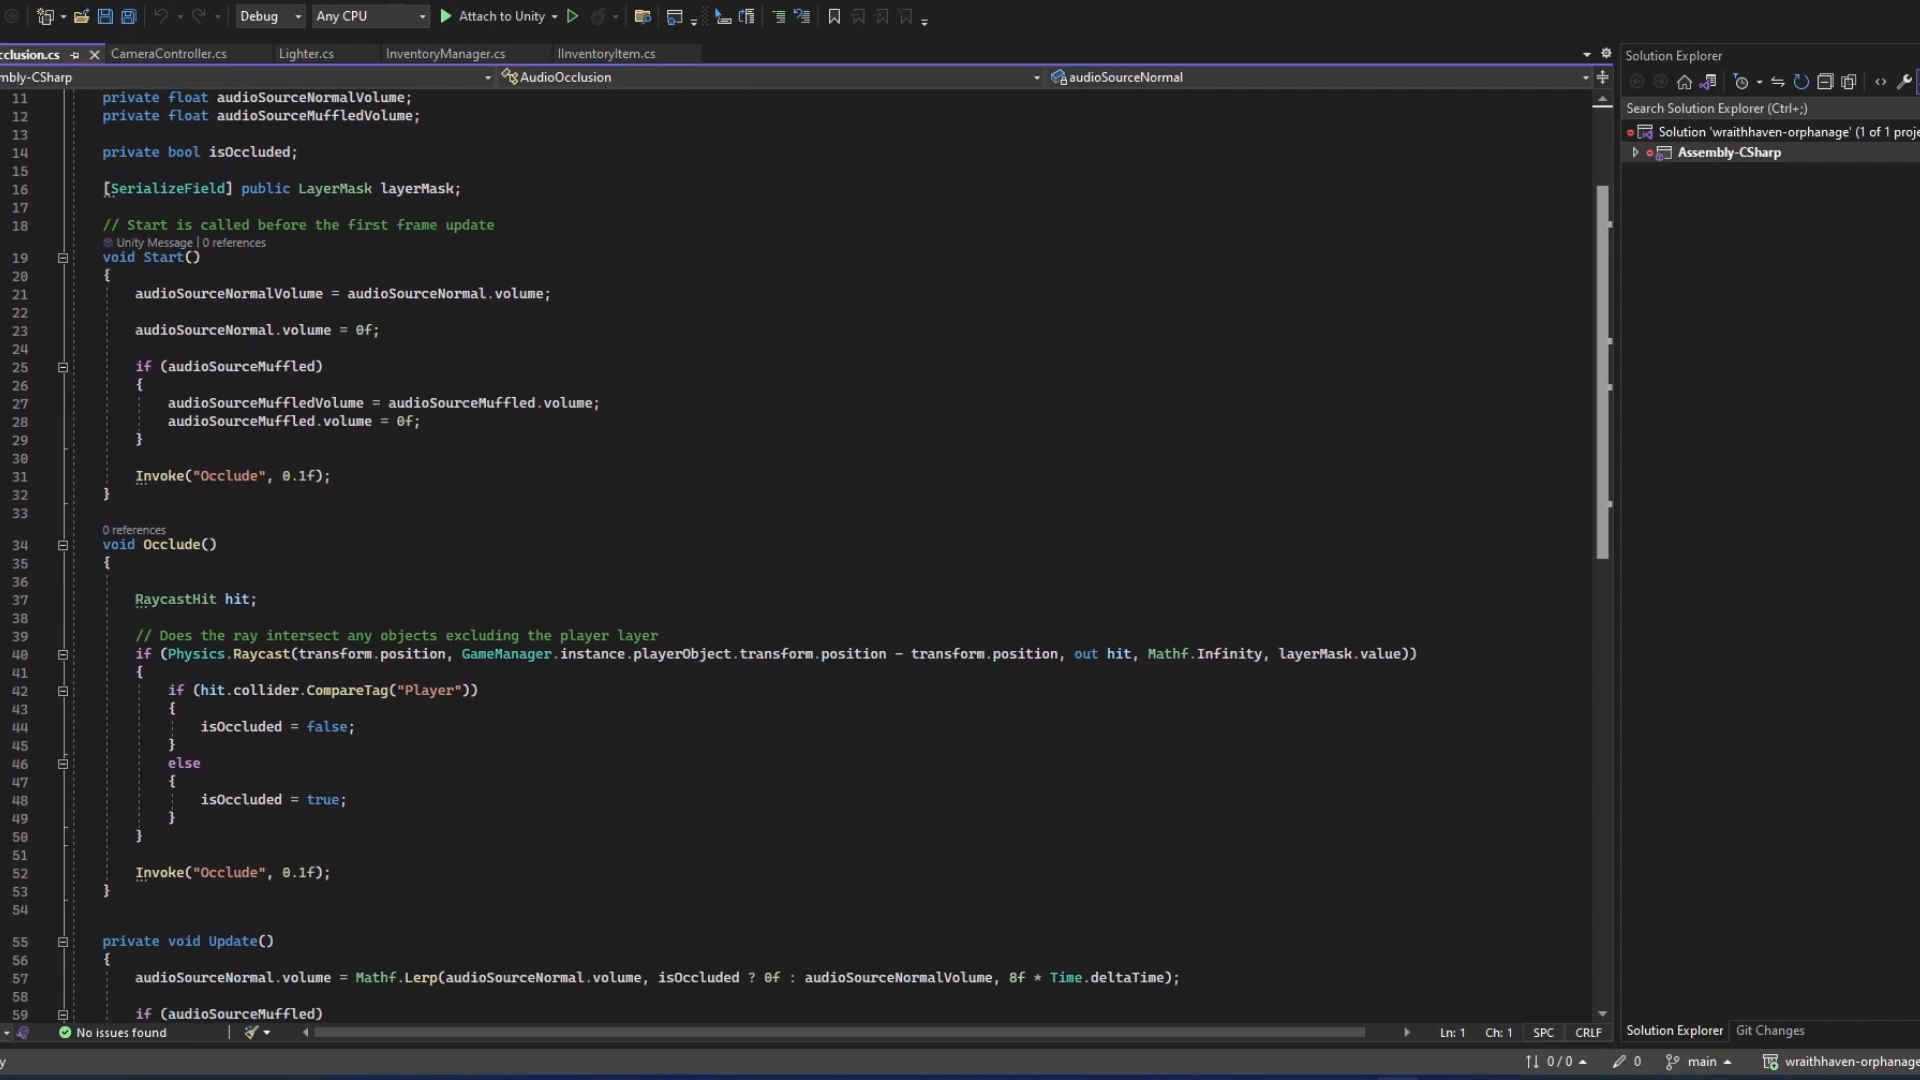 Debug
Any CPU
Attach to Unity
cclusion.cs
CameraController.cs
Lighter.cs
InventoryManager.cs
IInventoryItem.cs
mbly-CSharp
AudioOcclusion
audioSourceNormal
11 private float audioSourceNormalVolume;
12 private float audioSourceMuffledVolume;
13
14 private bool isOccluded;
15
16 [SerializeField] public LayerMask layerMask;
17
18 // Start is called before the first frame update
Unity Message | 0 references
19 void Start()
20 {
21 audioSourceNormalVolume = audioSourceNormal.volume;
22
23 audioSourceNormal.volume = 0f;
24
25 if (audioSourceMuffled)
26 {
27 audioSourceMuffledVolume = audioSourceMuffled.volume;
28 audioSourceMuffled.volume = 0f;
29 }
30
31 Invoke("Occlude", 0.1f);
32 }
33
0 references
34 void Occlude()
35 {
36
37 RaycastHit hit;
38
39 // Does the ray intersect any objects excluding the player layer
40 if (Physics.Raycast(transform.position, GameManager.instance.playerObject.transform.position - transform.position, out hit, Mathf.Infinity, layerMask.value))
41 {
42 if (hit.collider.CompareTag("Player"))
43 {
44 isOccluded = false;
45 }
46 else
47 {
48 isOccluded = true;
49 }
50 }
51
52 Invoke("Occlude", 0.1f);
53 }
54
55 private void Update()
56 {
57 audioSourceNormal.volume = Mathf.Lerp(audioSourceNormal.volume, isOccluded ? 0f : audioSourceNormalVolume, 8f * Time.deltaTime);
58
59 if (audioSourceMuffled)
No issues found
Ln: 1
Ch: 1
SPC
CRLF
Solution Explorer
Search Solution Explorer (Ctrl+;)
Solution 'wraithhaven-orphanage' (1 of 1 proje
Assembly-CSharp
Solution Explorer
Git Changes
y
0 / 0
0
main
wraithhaven-orphanage